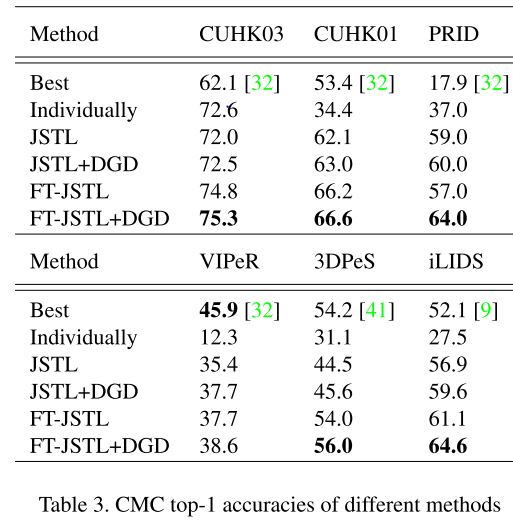 Method CUHK03 CUHK01 PRID
Best 62.1 [32] 53.4 [32] 17.9 [32]
Individually 72.6 34.4 37.0
JSTL 72.0 62.1 59.0
JSTL+DGD 72.5 63.0 60.0
FT-JSTL 74.8 66.2 57.0
FT-JSTL+DGD 75.3 66.6 64.0
Method VIPeR 3DPeS iLIDS
Best 45.9 [32] 54.2 [41] 52.1 [9]
Individually 12.3 31.1 27.5
JSTL 35.4 44.5 56.9
JSTL+DGD 37.7 45.6 59.6
FT-JSTL 37.7 54.0 61.1
FT-JSTL+DGD 38.6 56.0 64.6
Table 3. CMC top-1 accuracies of different methods